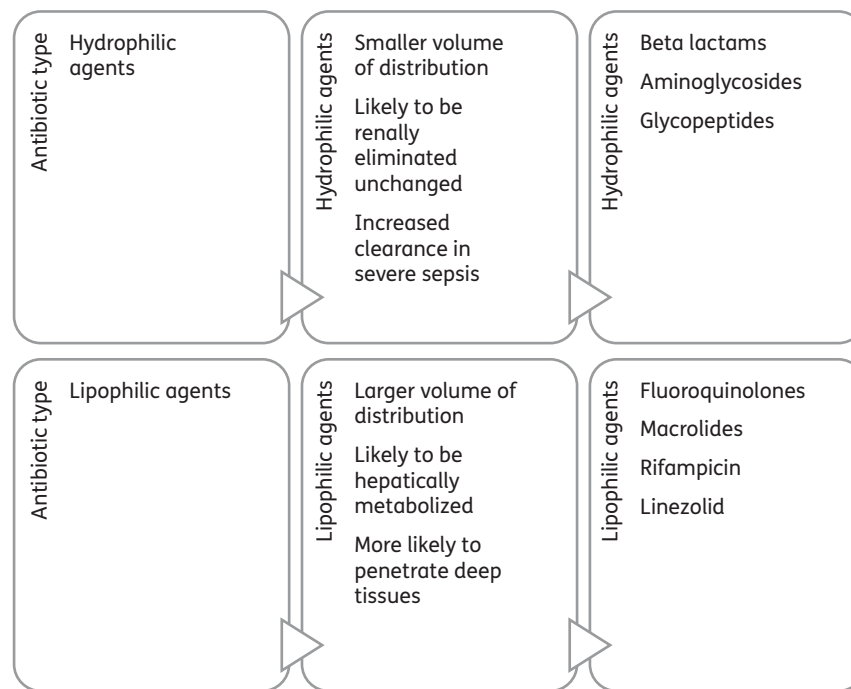 Antibiotic type
Hydrophilic
agents
Hydrophilic agents
Smaller volume
of distribution
Likely to be
renally
eliminated
unchanged
Increased
clearance in
severe sepsis
Hydrophilic agents
Beta lactams
Aminoglycosides
Glycopeptides
Antibiotic type
Lipophilic agents
Lipophilic agents
Larger volume of
distribution
Likely to be
hepatically
metabolized
More likely to
penetrate deep
tissues
Lipophilic agents
Fluoroquinolones
Macrolides
Rifampicin
Linezolid